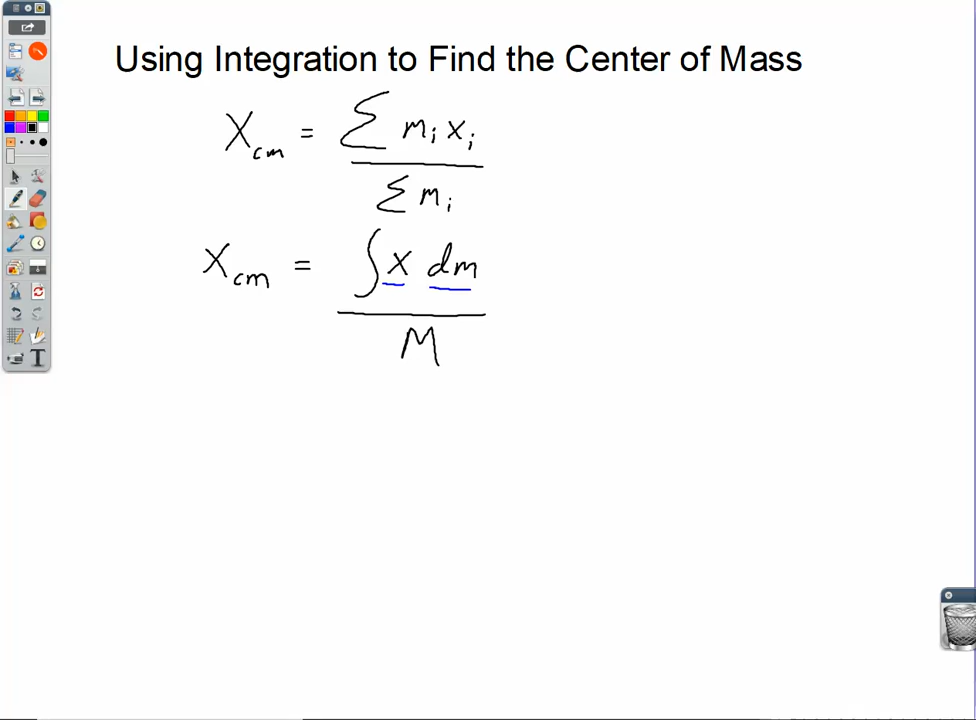 Using Integration to Find the Center of Mass
X_cm = Σ m_i x_i / Σ m_i
X_cm = ∫ x dm / M
T